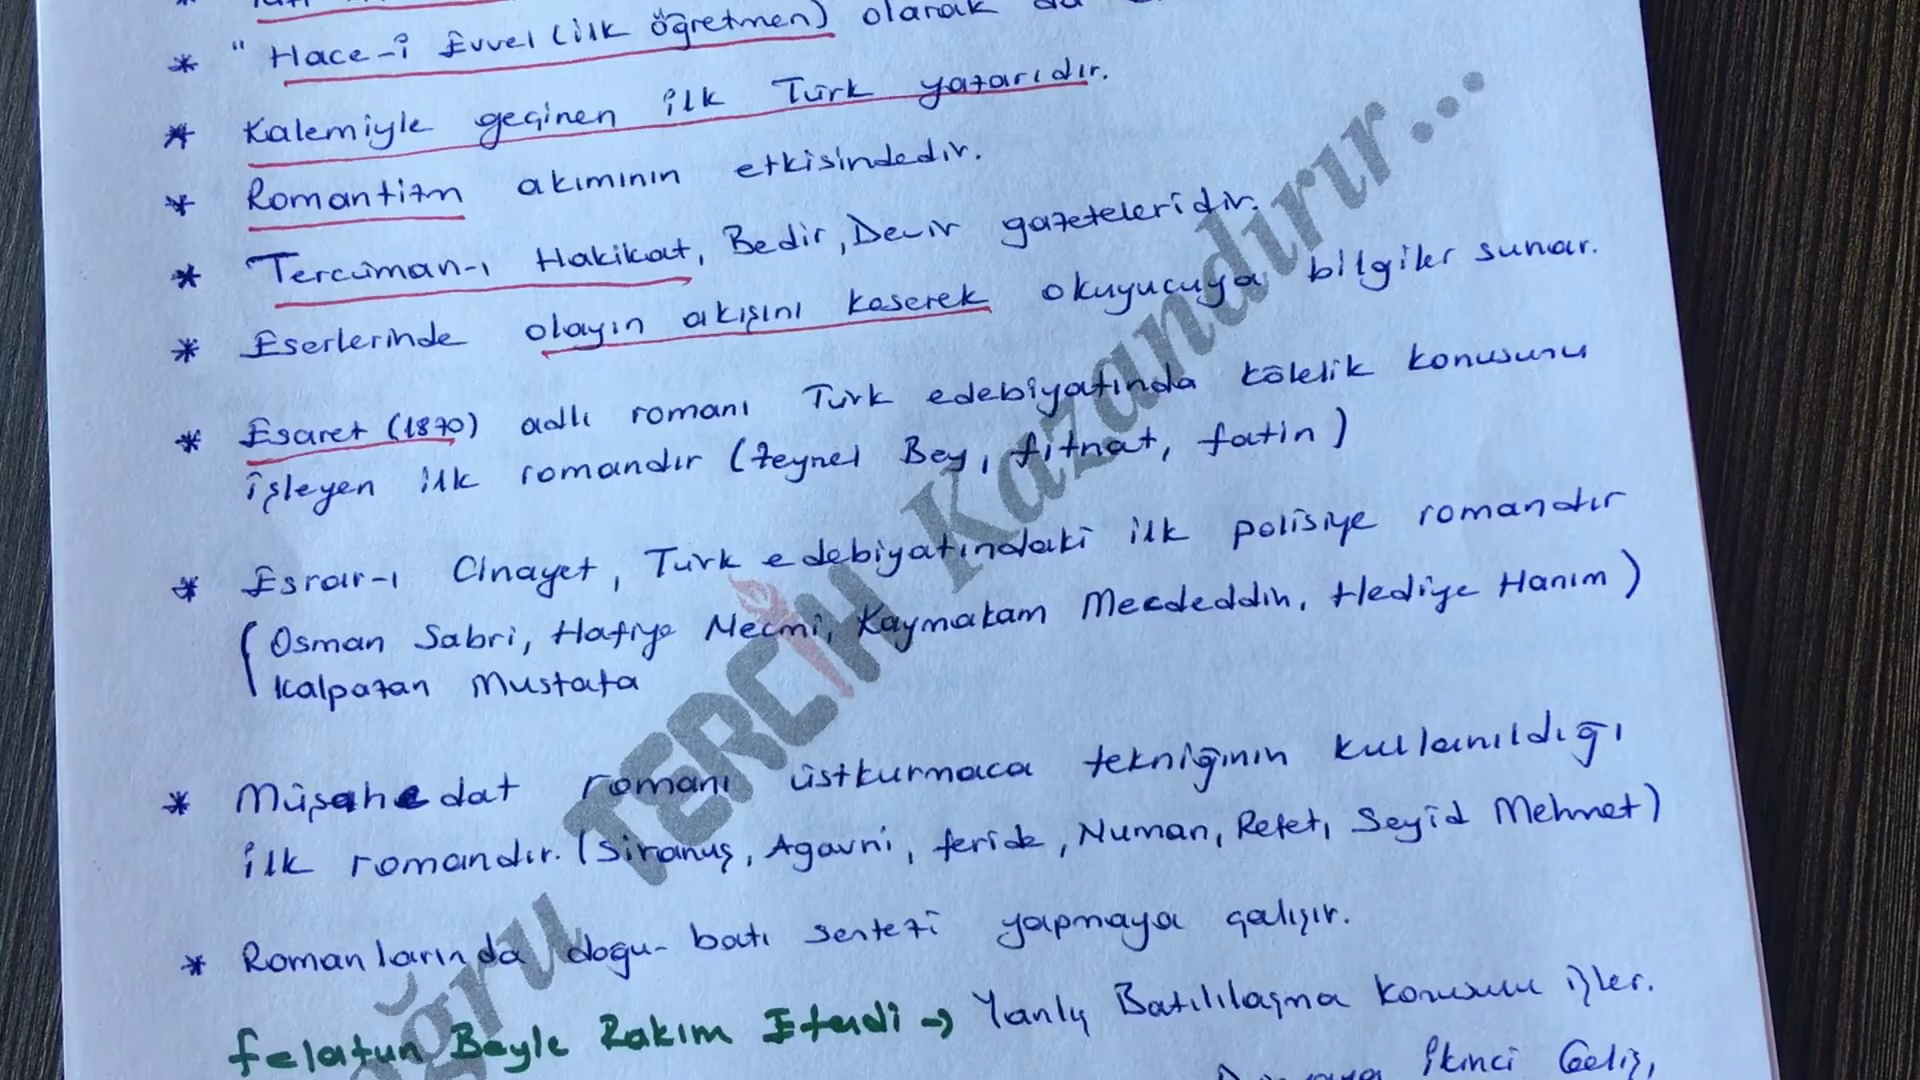 * " Hace-i Evvel (ilk öğretmen) olarak da
* Kalemiyle geçinen ilk Türk yazarıdır.
* Romantizm akımının etkisindedir.
* Tercüman-ı Hakikat, Bedir, Devir gazeteleridir.
* Eserlerinde olayın akışını keserek okuyucuya bilgiler sunar.
* Esaret (1870) adlı romanı Türk edebiyatında kölelik konusunu
işleyen ilk romandır (Zeynel Bey, fitnat, fatin)
* Esrar-ı Cinayet, Türk edebiyatındaki ilk polisiye romandır
(Osman Sabri, Hafiye Necmi, Kaymakam Mecdeddin, Hediye Hanım)
Kalpazan Mustafa
* Müşahedat romanı üstkurmaca tekniğinin kullanıldığı
ilk romandır. (Siranuş, Agavni, feride, Numan, Refet, Seyid Mehmet)
* Romanlarında doğu-batı sentezi yapmaya çalışır.
felatun Beyle Rakım Efendi → Yanlış Batılılaşma konusunu işler.
İkinci Geliş,
Doğru TERCİH Kazandırır...